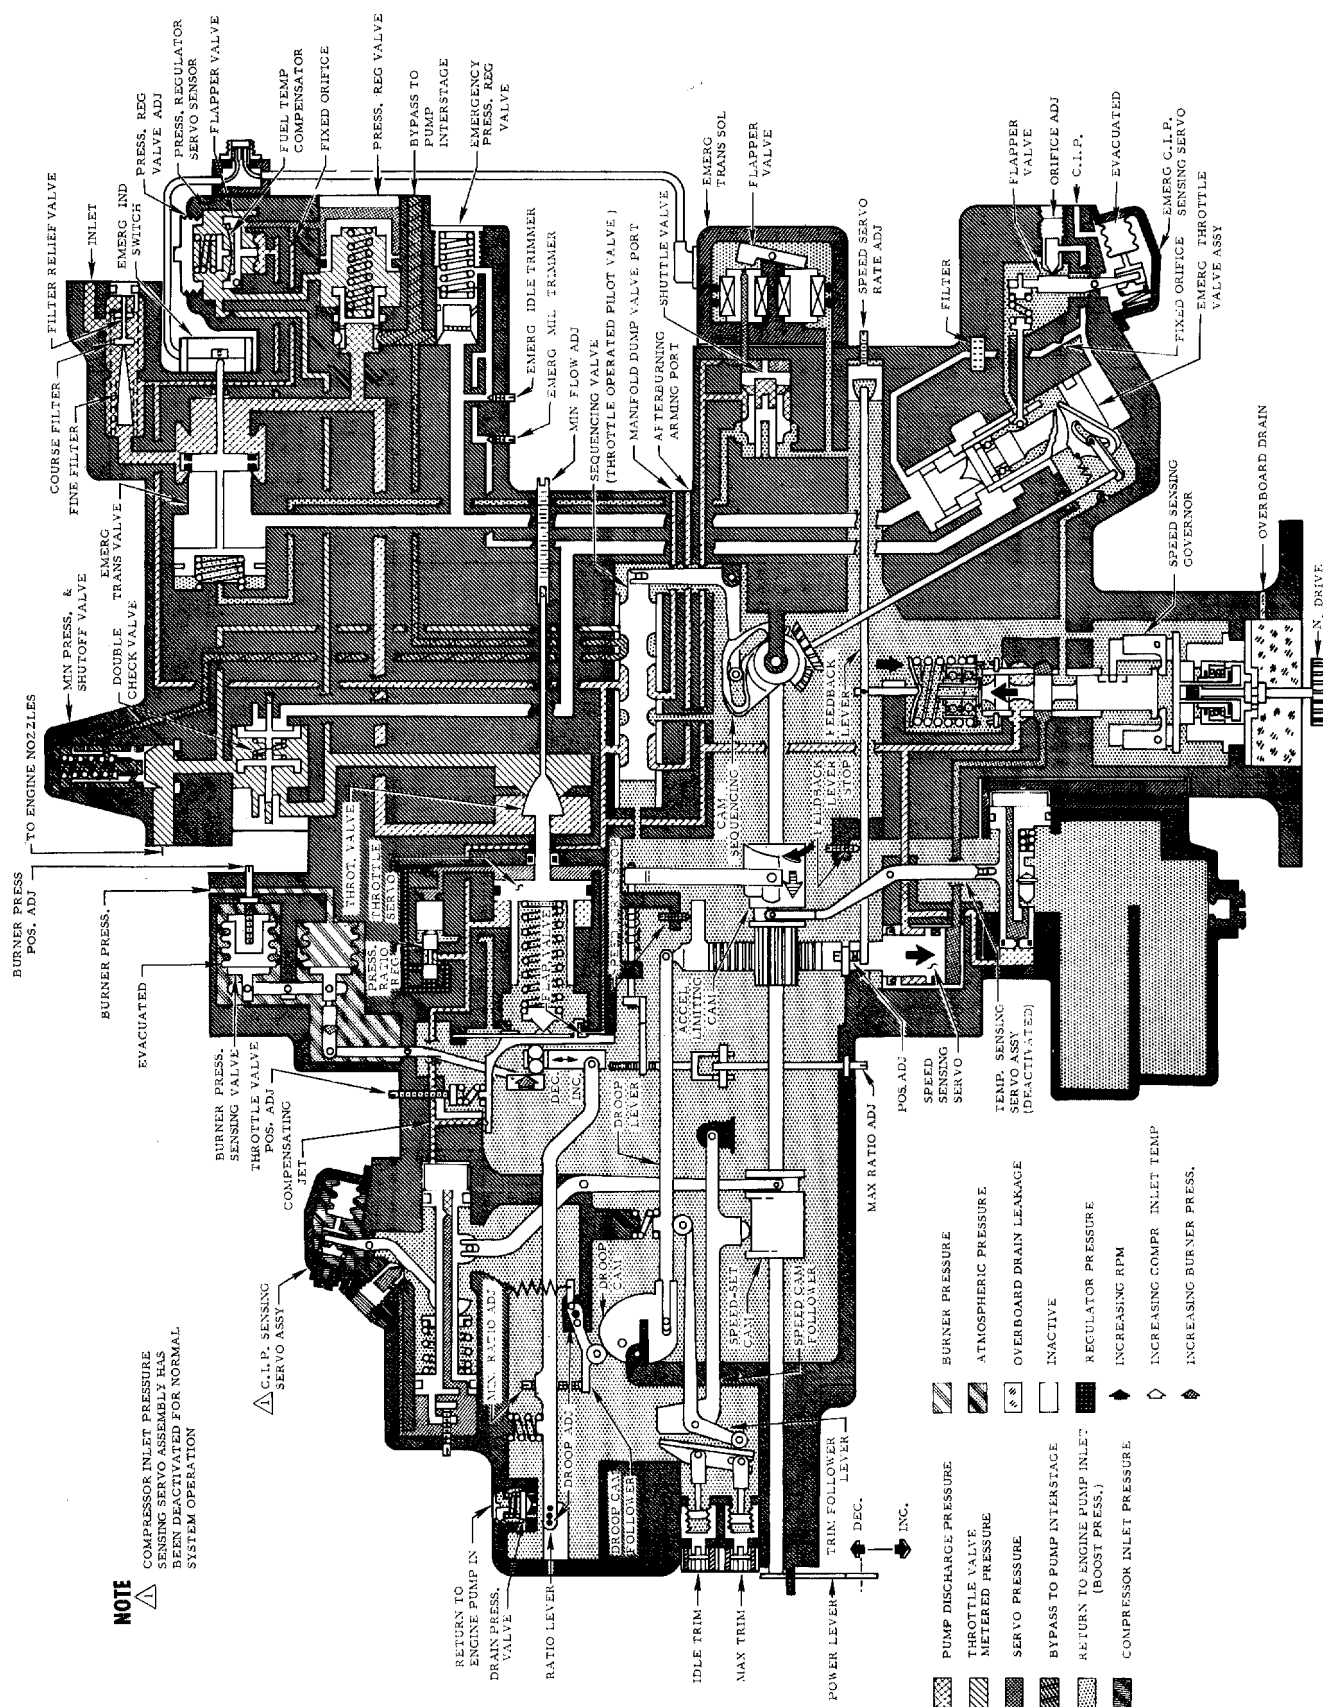 NOTE
1
COMPRESSOR INLET PRESSURE
SENSING SERVO ASSEMBLY HAS
BEEN DEACTIVATED FOR NORMAL
SYSTEM OPERATION
1 C.I.P. SENSING
SERVO ASSY
COMPENSATING
JET
THROTTLE VALVE
POS. ADJ
BURNER PRESS.
SENSING VALVE
EVACUATED
BURNER PRESS.
BURNER PRESS
POS. ADJ
TO ENGINE NOZZLES
MIN PRESS. &
SHUTOFF VALVE
DOUBLE
CHECK VALVE
EMERG
TRANS VALVE
FINE FILTER
COURSE FILTER
FILTER RELIEF VALVE
INLET
EMERG IND
SWITCH
PRESS. REG
VALVE ADJ
PRESS. REGULATOR
SERVO SENSOR
FLAPPER VALVE
FUEL TEMP
COMPENSATOR
FIXED ORIFICE
PRESS. REG VALVE
BYPASS TO
PUMP
INTERSTAGE
EMERGENCY
PRESS. REG
VALVE
EMERG IDLE TRIMMER
EMERG MIL TRIMMER
MIN FLOW ADJ
SEQUENCING VALVE
(THROTTLE OPERATED PILOT VALVE)
MANIFOLD DUMP VALVE PORT
AFTERBURNING
ARMING PORT
SHUTTLE VALVE
EMERG
TRANS SOL
FLAPPER
VALVE
SPEED SERVO
RATE ADJ
FILTER
FLAPPER
VALVE
ORIFICE ADJ
C.I.P.
EVACUATED
EMERG C.I.P.
SENSING SERVO
FIXED ORIFICE
EMERG THROTTLE
VALVE ASSY
SPEED SENSING
GOVERNOR
OVERBOARD DRAIN
DRIVE
THROT. VALVE
THROTTLE
SERVO
PRESS.
RATIO
SEQUENCING
CAM
FEEDBACK
LEVER
FEEDBACK
LEVER
STOP
ACCEL
LIMITING
CAM
DEC.
INC.
DROOP
LEVER
POS. ADJ
SPEED
SENSING
SERVO
TEMP. SENSING
SERVO ASSY
(DEACTIVATED)
MAX RATIO ADJ
MIN. RATIO ADJ
DROOP
CAM
SPEED-SET
CAM
SPEED CAM
FOLLOWER
DROOP ADJ
DROOP CAM
FOLLOWER
RETURN TO
ENGINE PUMP IN
DRAIN PRESS.
VALVE
RATIO LEVER
IDLE TRIM
MAX TRIM
POWER LEVER
TRIM FOLLOWER
LEVER
DEC.
INC.
PUMP DISCHARGE PRESSURE
THROTTLE VALVE
METERED PRESSURE
SERVO PRESSURE
BYPASS TO PUMP INTERSTAGE
RETURN TO ENGINE PUMP INLET
(BOOST PRESS.)
COMPRESSOR INLET PRESSURE
BURNER PRESSURE
ATMOSPHERIC PRESSURE
OVERBOARD DRAIN LEAKAGE
INACTIVE
REGULATOR PRESSURE
INCREASING RPM
INCREASING COMPR INLET TEMP
INCREASING BURNER PRESS.